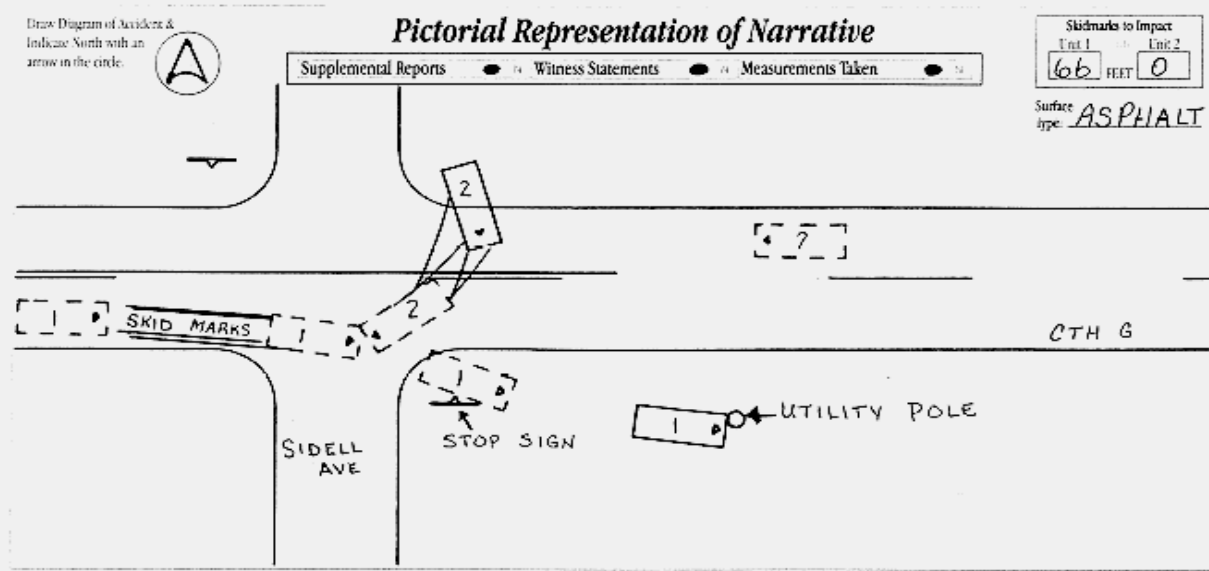 Draw Diagram of Accident &
Indicate North with an
arrow in the circle.
Pictorial Representation of Narrative
Supplemental Reports N Witness Statements N Measurements Taken N
Skidmarks to Impact
Unit 1 Unit 2
66 FEET 0
Surface
type: ASPHALT
2
2
1
SKID MARKS
1
2
1
CTH G
1
UTILITY POLE
STOP SIGN
SIDELL
AVE